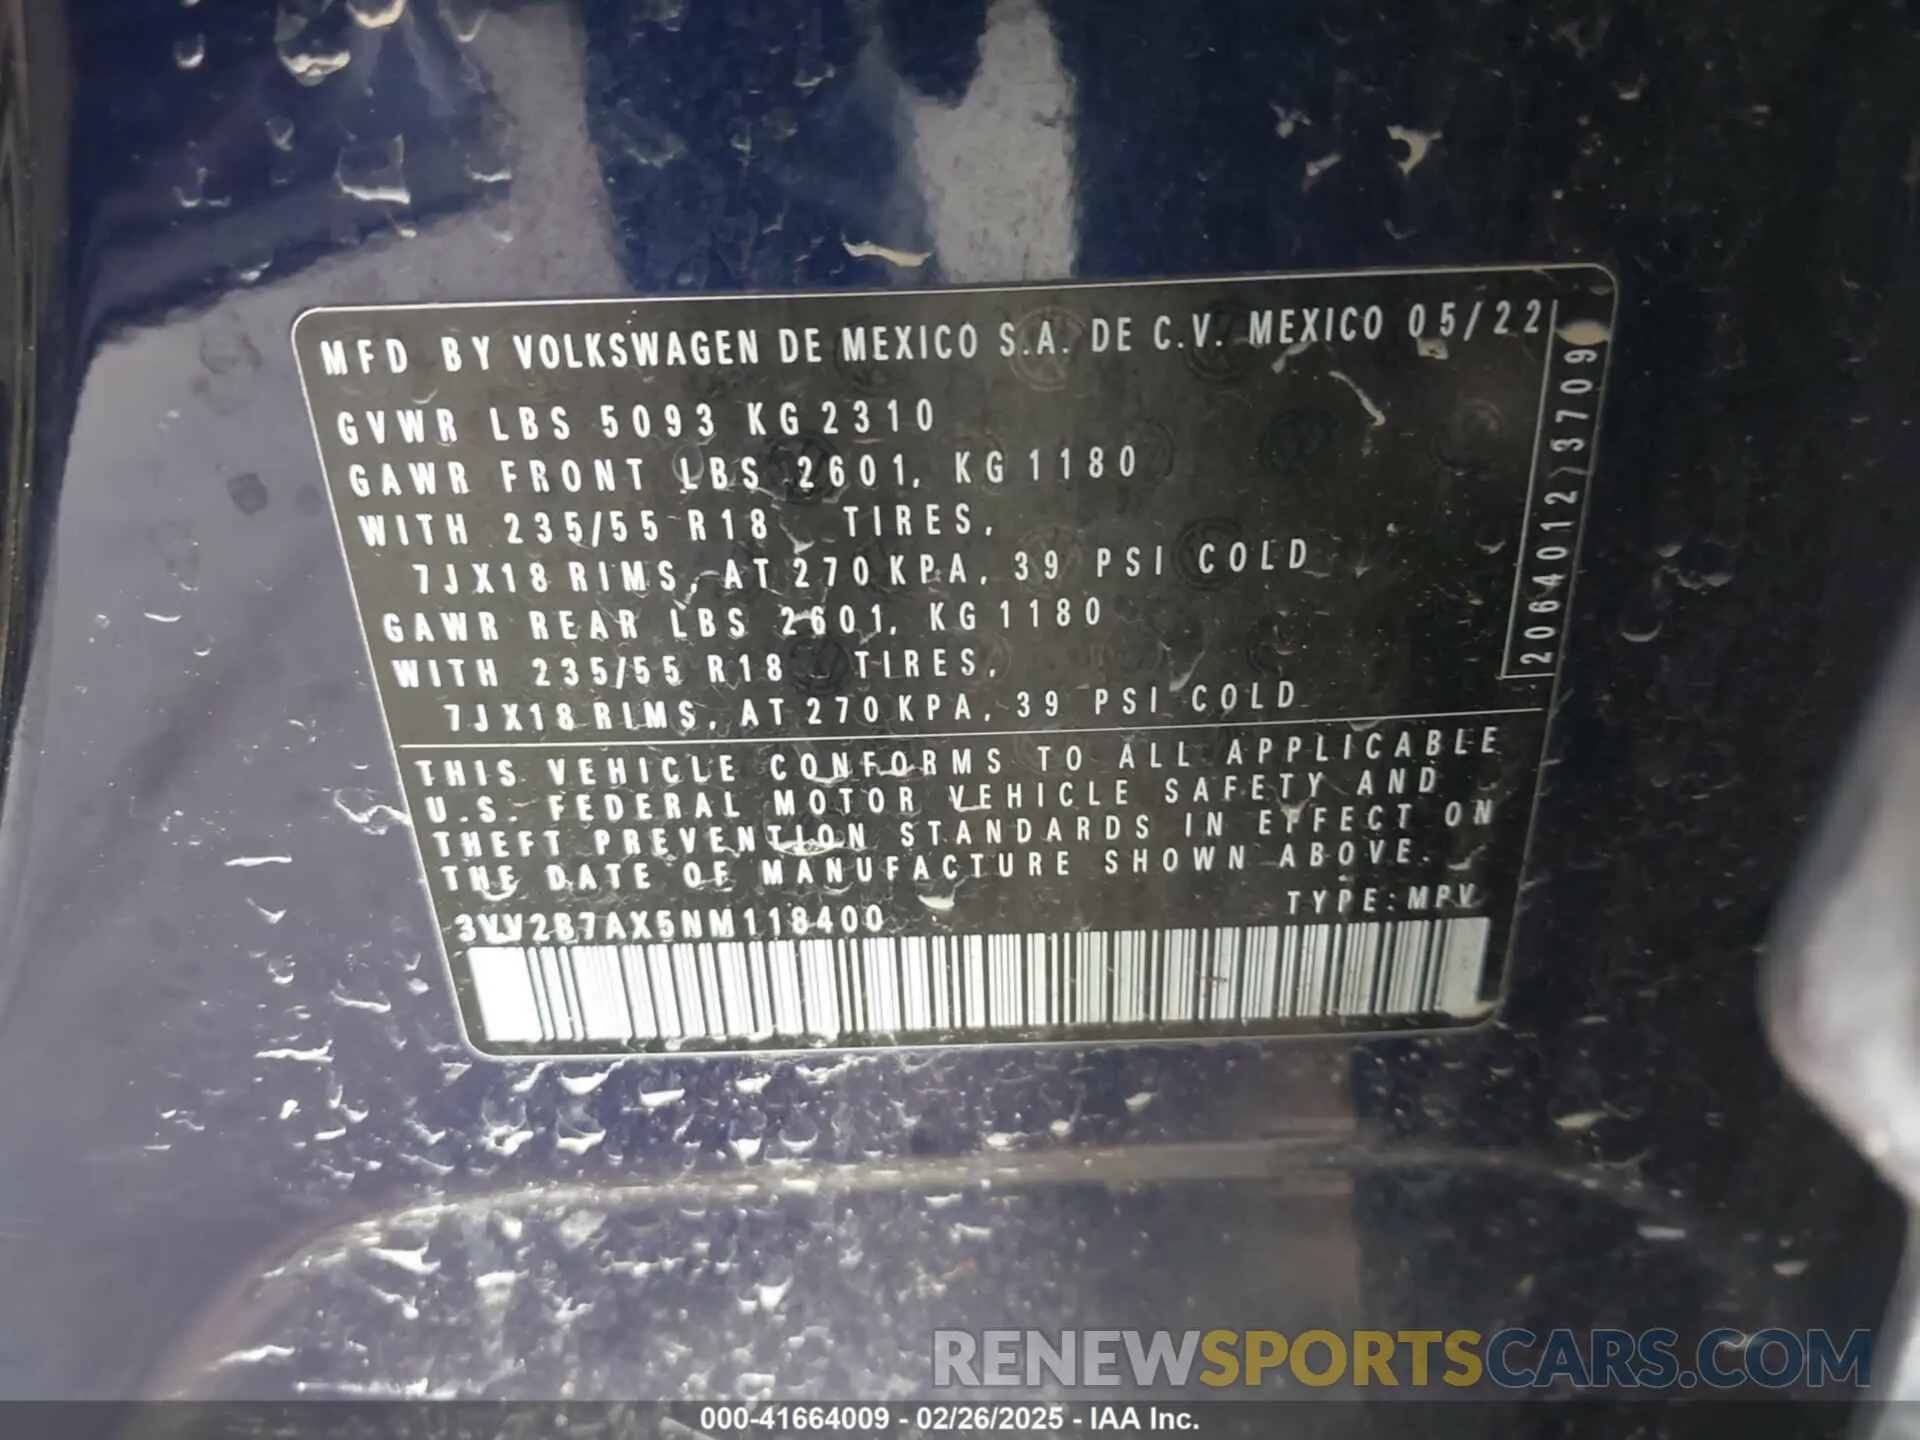 MFD BY VOLKSWAGEN DE MEXICO S.A. DE C.V. MEXICO 05/22
GVWR LBS 5093 KG 2310
GAWR FRONT LBS 2601, KG 1180
WITH 235/55 R18 TIRES,
7JX18 RIMS, AT 270 KPA, 39 PSI COLD
GAWR REAR LBS 2601, KG 1180
WITH 235/55 R18 TIRES,
7JX18 RIMS, AT 270 KPA, 39 PSI COLD
THIS VEHICLE CONFORMS TO ALL APPLICABLE
U.S. FEDERAL MOTOR VEHICLE SAFETY AND
THEFT PREVENTION STANDARDS IN EFFECT ON
THE DATE OF MANUFACTURE SHOWN ABOVE.
TYPE: MPV
3VV2B7AX5NM118400
2064012)3709
RENEWSPORTSCARS.COM
000-41664009 - 02/26/2025 - IAA Inc.